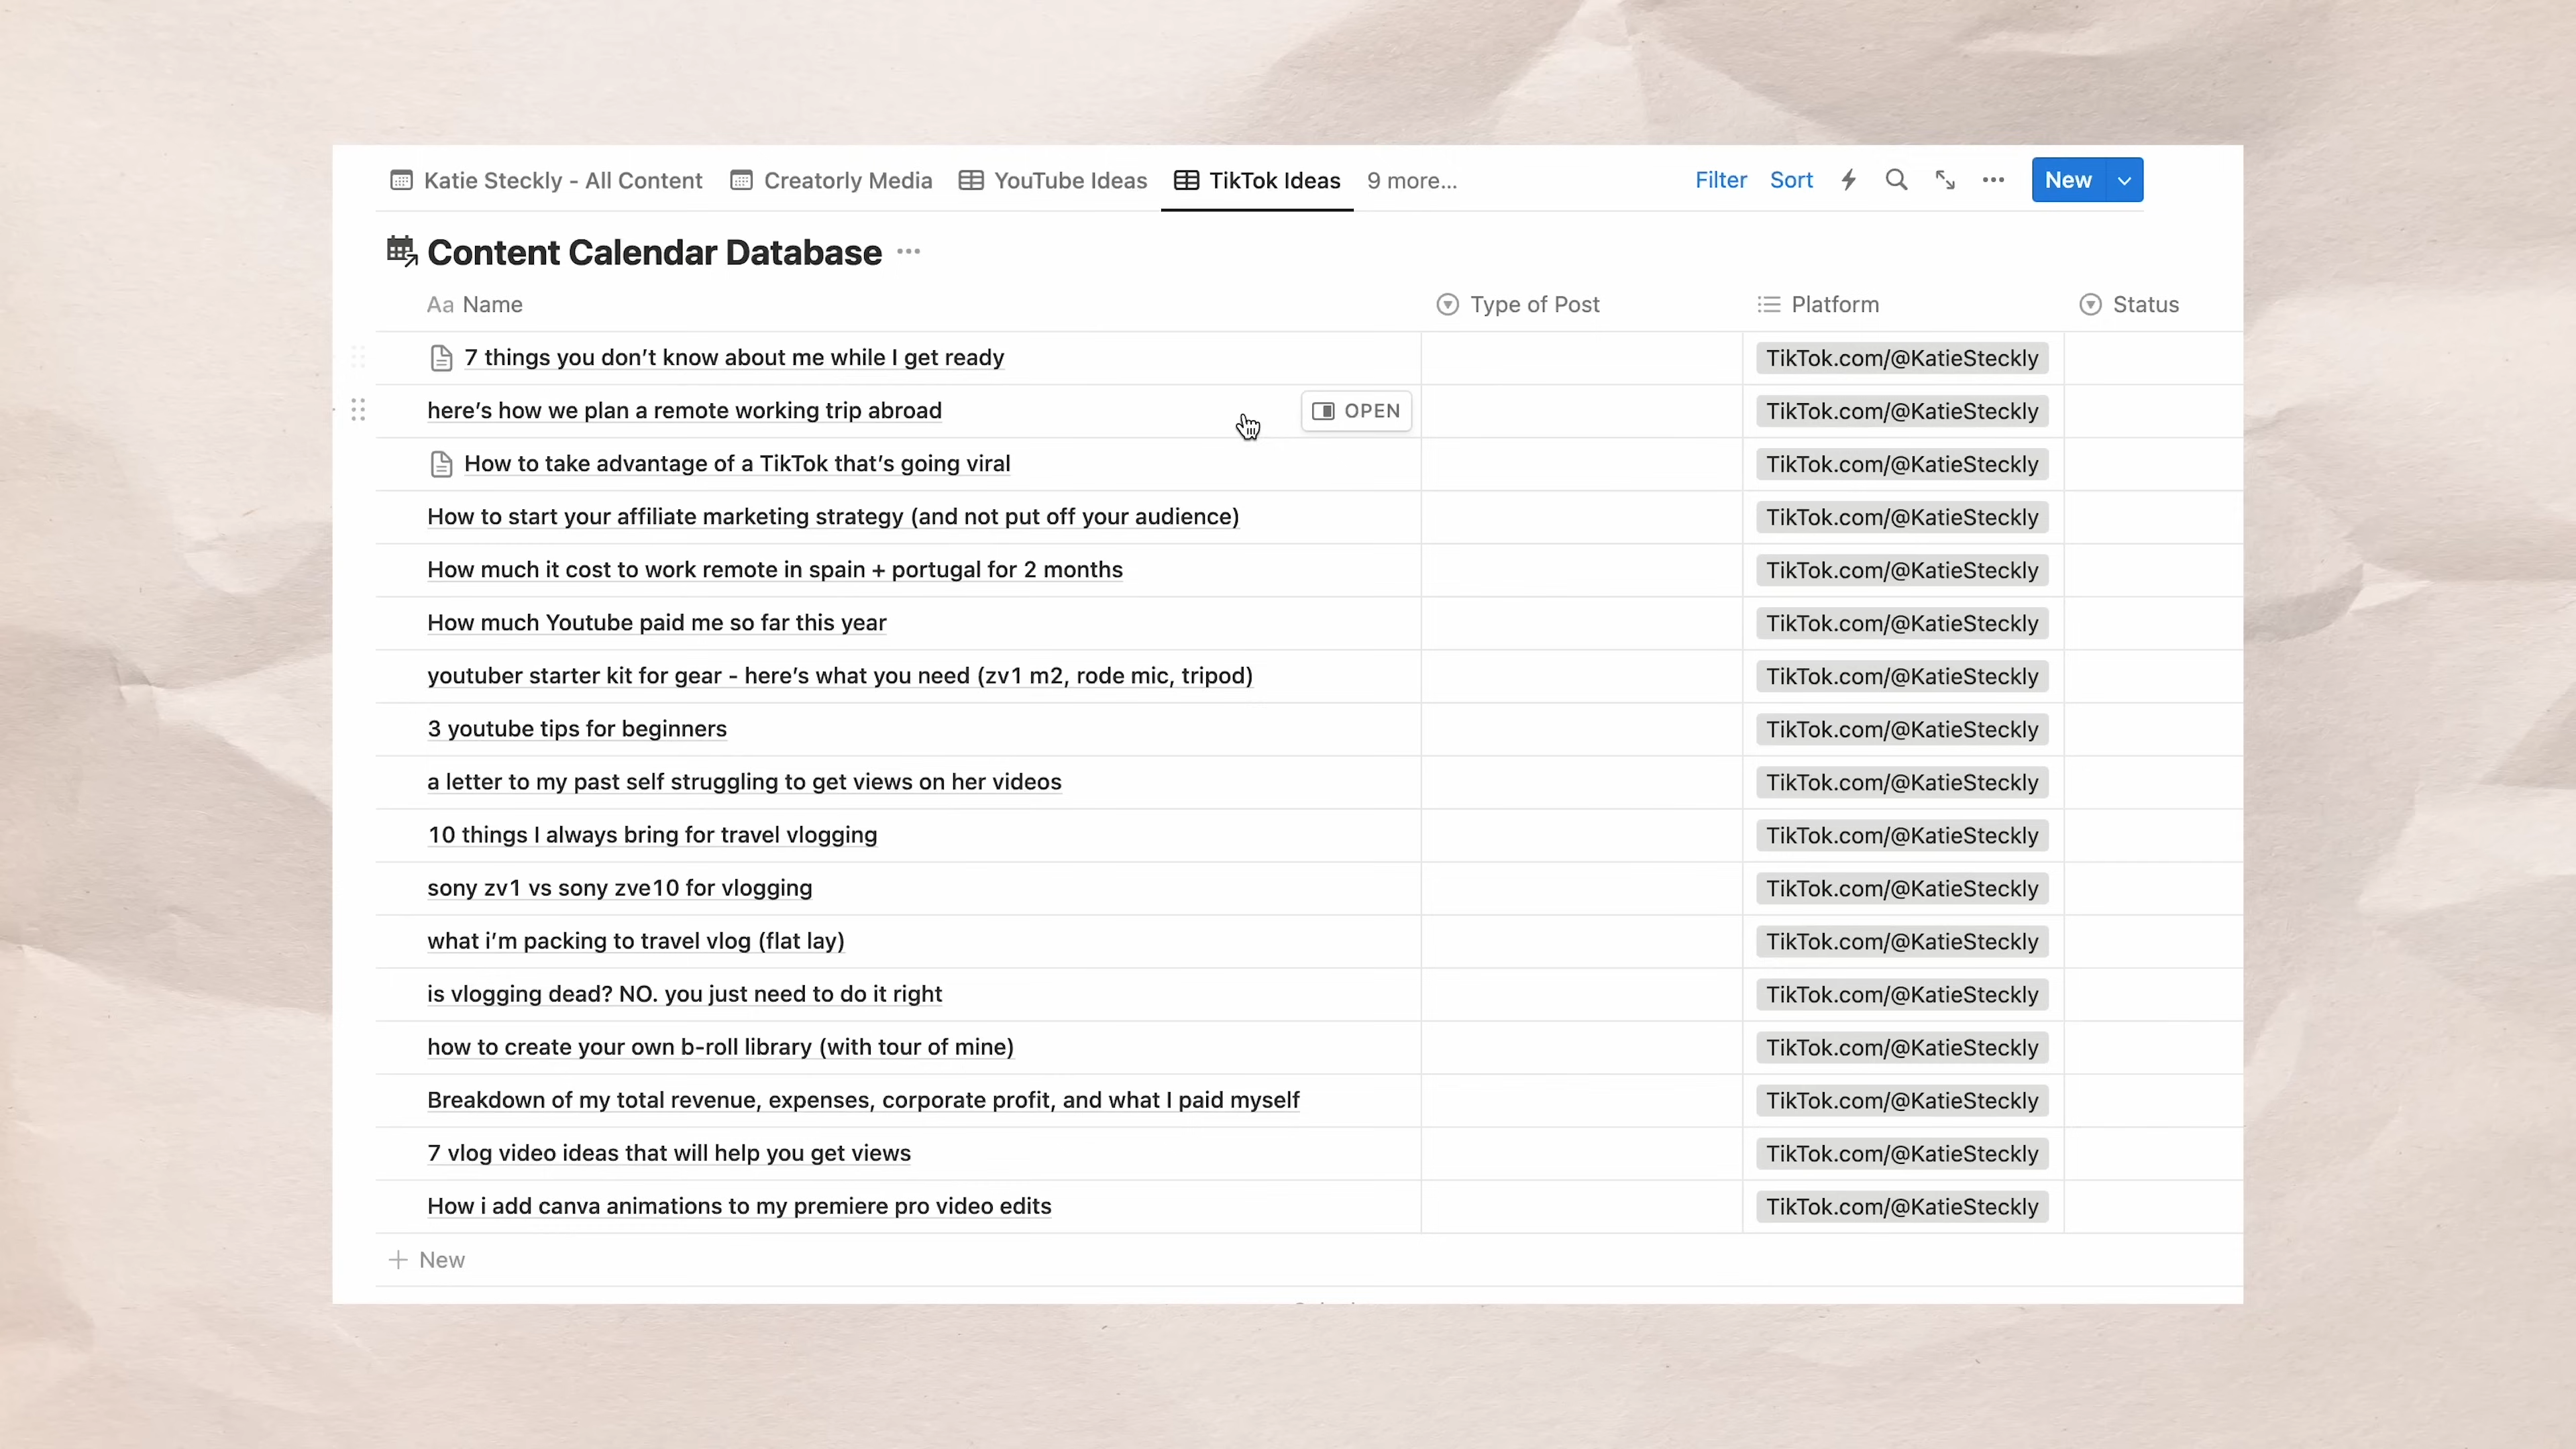 Katie Steckly - All Content Creatorly Media YouTube Ideas TikTok Ideas 9 more... Filter Sort New
Content Calendar Database
Aa Name Type of Post Platform Status
7 things you don’t know about me while I get ready TikTok.com/@KatieSteckly
here’s how we plan a remote working trip abroad OPEN TikTok.com/@KatieSteckly
How to take advantage of a TikTok that’s going viral TikTok.com/@KatieSteckly
How to start your affiliate marketing strategy (and not put off your audience) TikTok.com/@KatieSteckly
How much it cost to work remote in spain + portugal for 2 months TikTok.com/@KatieSteckly
How much Youtube paid me so far this year TikTok.com/@KatieSteckly
youtuber starter kit for gear - here’s what you need (zv1 m2, rode mic, tripod) TikTok.com/@KatieSteckly
3 youtube tips for beginners TikTok.com/@KatieSteckly
a letter to my past self struggling to get views on her videos TikTok.com/@KatieSteckly
10 things I always bring for travel vlogging TikTok.com/@KatieSteckly
sony zv1 vs sony zve10 for vlogging TikTok.com/@KatieSteckly
what i’m packing to travel vlog (flat lay) TikTok.com/@KatieSteckly
is vlogging dead? NO. you just need to do it right TikTok.com/@KatieSteckly
how to create your own b-roll library (with tour of mine) TikTok.com/@KatieSteckly
Breakdown of my total revenue, expenses, corporate profit, and what I paid myself TikTok.com/@KatieSteckly
7 vlog video ideas that will help you get views TikTok.com/@KatieSteckly
How i add canva animations to my premiere pro video edits TikTok.com/@KatieSteckly
+ New